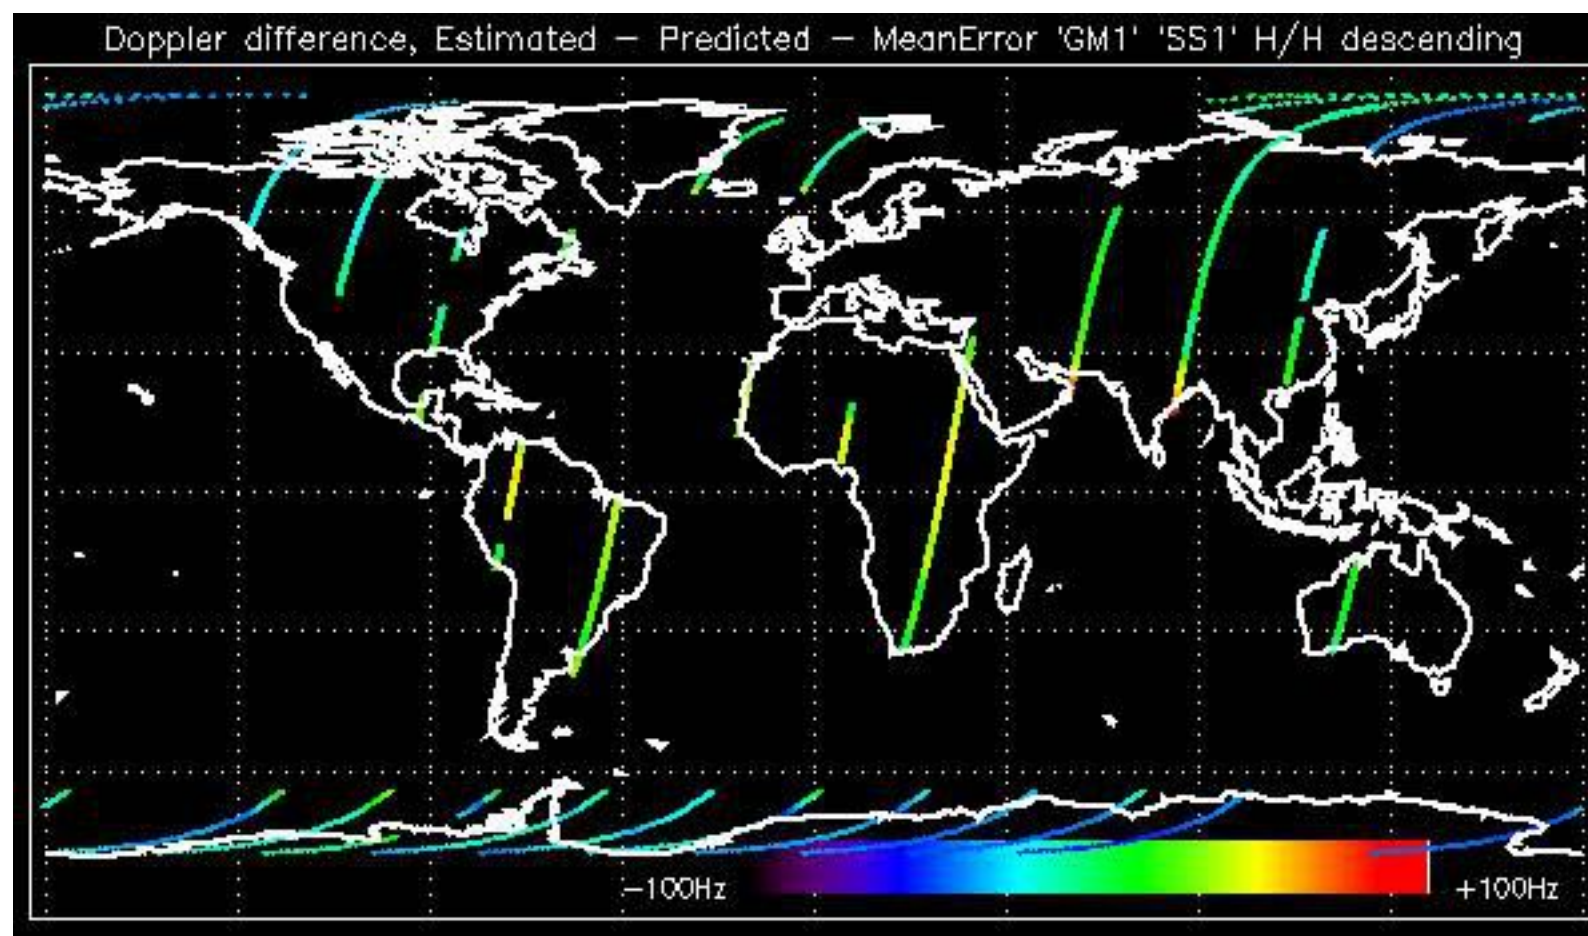 Doppler difference, Estimated – Predicted – MeanError 'GM1' 'SS1' H/H descending
–100Hz +100Hz